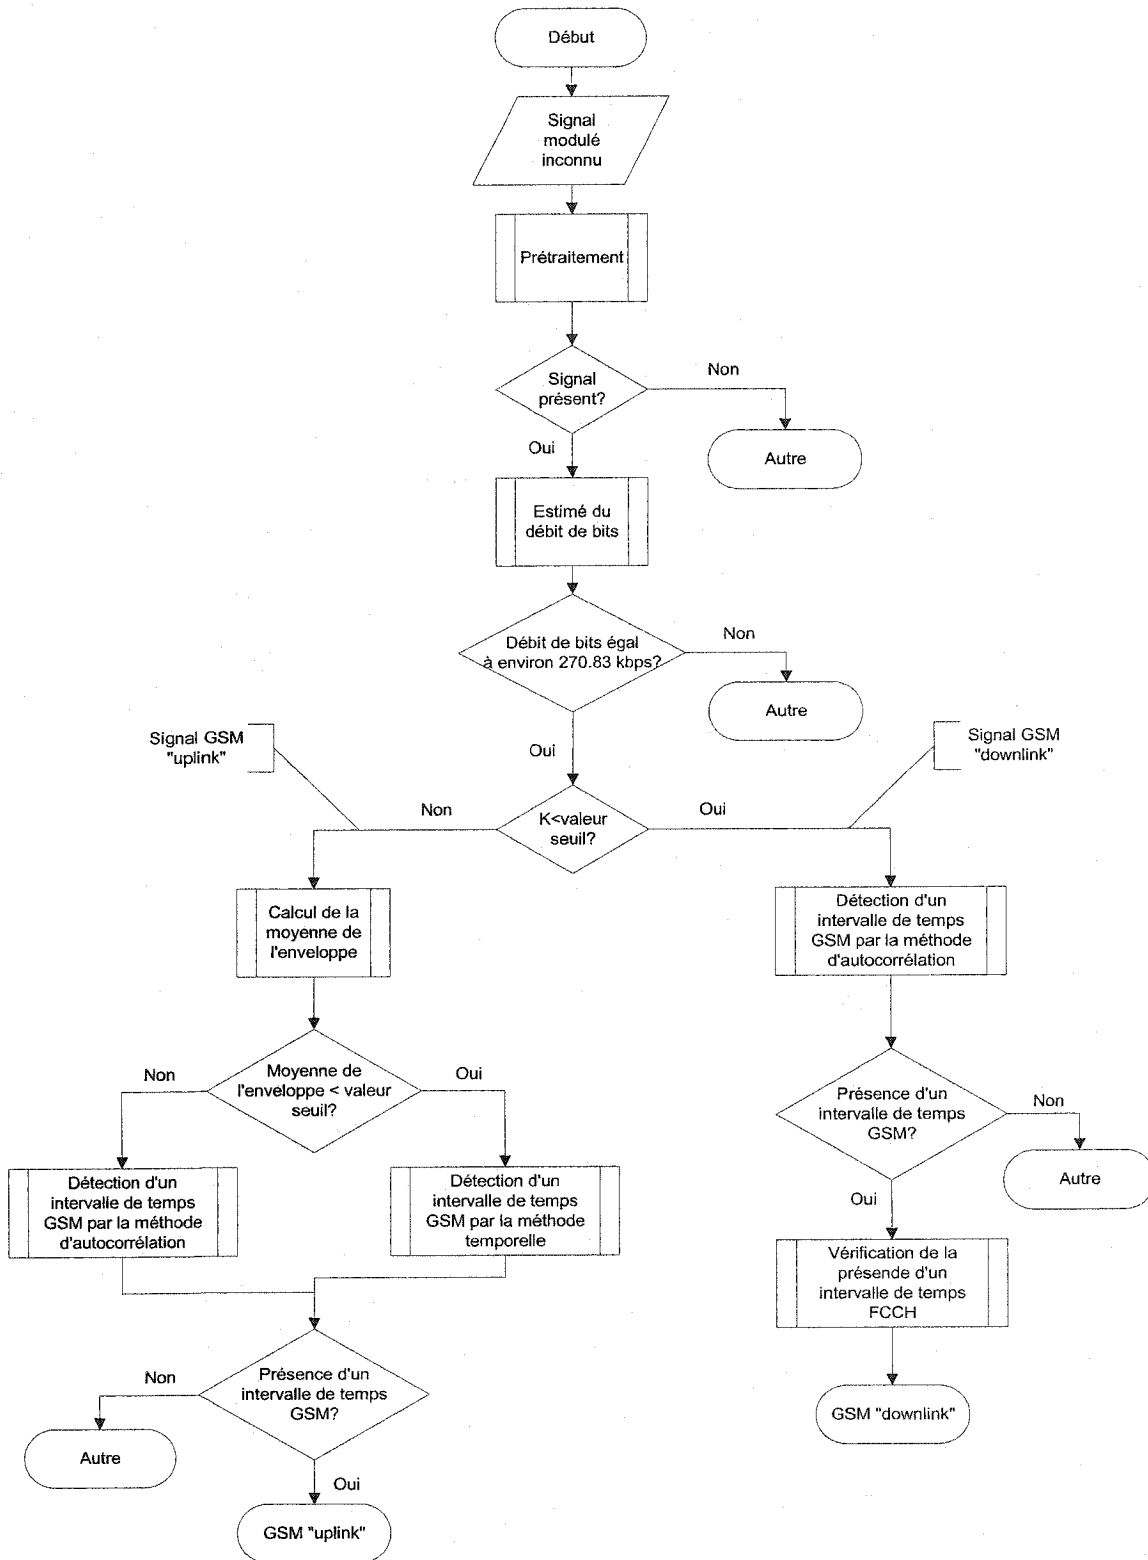 Début
Signal
modulé
inconnu
Prétraitement
Signal
présent?
Non
Oui
Autre
Estimé du
débit de bits
Débit de bits égal
à environ 270.83 kbps?
Non
Autre
Oui
Signal GSM
"uplink"
Signal GSM
"downlink"
Non
K<valeur
seuil?
Oui
Calcul de la
moyenne de
l'enveloppe
Détection d'un
intervalle de temps
GSM par la méthode
d'autocorrélation
Moyenne de
l'enveloppe < valeur
seuil?
Non
Oui
Présence d'un
intervalle de temps
GSM?
Non
Autre
Oui
Détection d'un
intervalle de temps
GSM par la méthode
d'autocorrélation
Détection d'un
intervalle de temps
GSM par la méthode
temporelle
Vérification de la
présende d'un
intervalle de temps
FCCH
Non
Présence d'un
intervalle de temps
GSM?
GSM "downlink"
Autre
Oui
GSM "uplink"